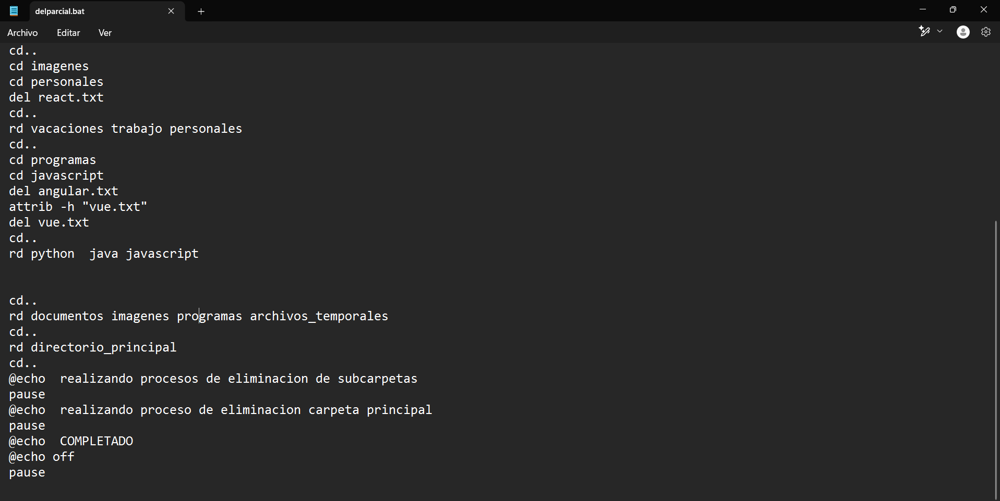 delparcial.bat
Archivo Editar Ver
cd..
cd imagenes
cd personales
del react.txt
cd..
rd vacaciones trabajo personales
cd..
cd programas
cd javascript
del angular.txt
attrib -h "vue.txt"
del vue.txt
cd..
rd python  java javascript
cd..
rd documentos imagenes programas archivos_temporales
cd..
rd directorio_principal
cd..
@echo  realizando procesos de eliminacion de subcarpetas
pause
@echo  realizando proceso de eliminacion carpeta principal
pause
@echo  COMPLETADO
@echo off
pause